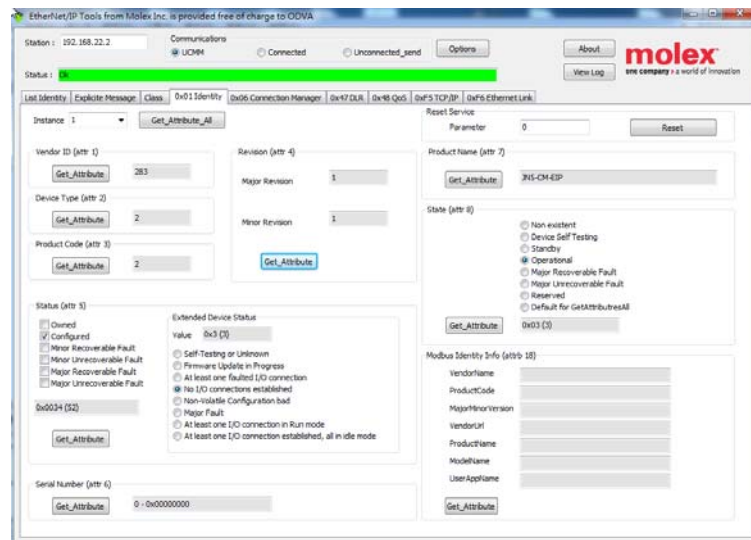 EtherNet/IP Tools from Molex Inc. is provided free of charge to ODVA
Station : 192.168.22.2
Communications
UCMM
Connected
Unconnected_send
Options
About
molex
one company › a world of innovation
Status : Ok
View Log
List Identity
Explicite Message
Class
0x01 Identity
0x06 Connection Manager
0x47 DLR
0x48 QoS
0xF5 TCP/IP
0xF6 Ethernet Link
Instance 1
Get_Attribute_All
Reset Service
Parameter 0
Reset
Vendor ID (attr 1)
Get_Attribute 283
Device Type (attr 2)
Get_Attribute 2
Product Code (attr 3)
Get_Attribute 2
Revision (attr 4)
Major Revision 1
Minor Revision 1
Get_Attribute
Product Name (attr 7)
Get_Attribute JNS-CM-EIP
State (attr 8)
Non existent
Device Self Testing
Standby
Operational
Major Recoverable Fault
Major Unrecoverable Fault
Reserved
Default for GetAttributresAll
Get_Attribute 0x03 (3)
Status (attr 5)
Owned
Configured
Minor Recoverable Fault
Minor Unrecoverable Fault
Major Recoverable Fault
Major Unrecoverable Fault
0x0034 (52)
Get_Attribute
Extended Device Status
Value 0x3 (3)
Self-Testing or Unknown
Firmware Update in Progress
At least one faulted I/O connection
No I/O connections established
Non-Volatile Configuration bad
Major Fault
At least one I/O connection in Run mode
At least one I/O connection established, all in idle mode
Serial Number (attr 6)
Get_Attribute 0 - 0x00000000
Modbus Identity Info (attrb 18)
VendorName
ProductCode
MajorMinorVersion
VendorUrl
ProductName
ModelName
UserAppName
Get_Attribute